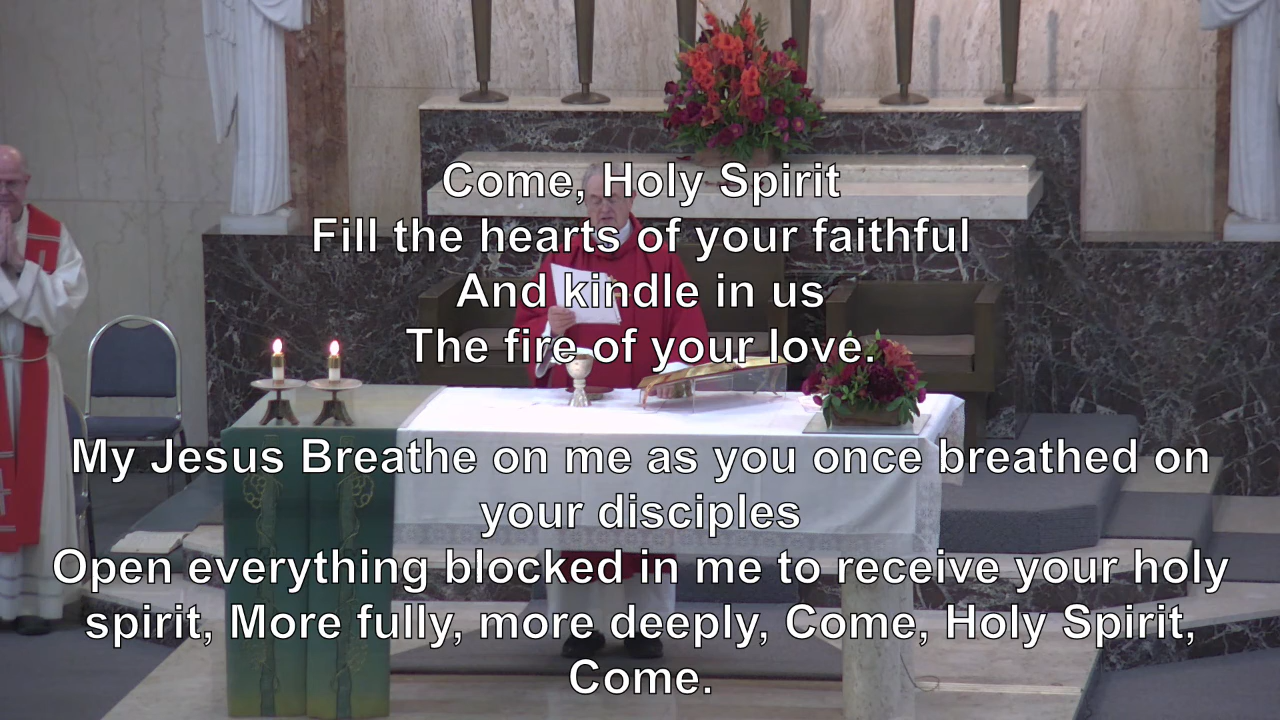 Come, Holy Spirit
Fill the hearts of your faithful
And kindle in us
The fire of your love.
My Jesus Breathe on me as you once breathed on
your disciples
Open everything blocked in me to receive your holy
spirit, More fully, more deeply, Come, Holy Spirit,
Come.